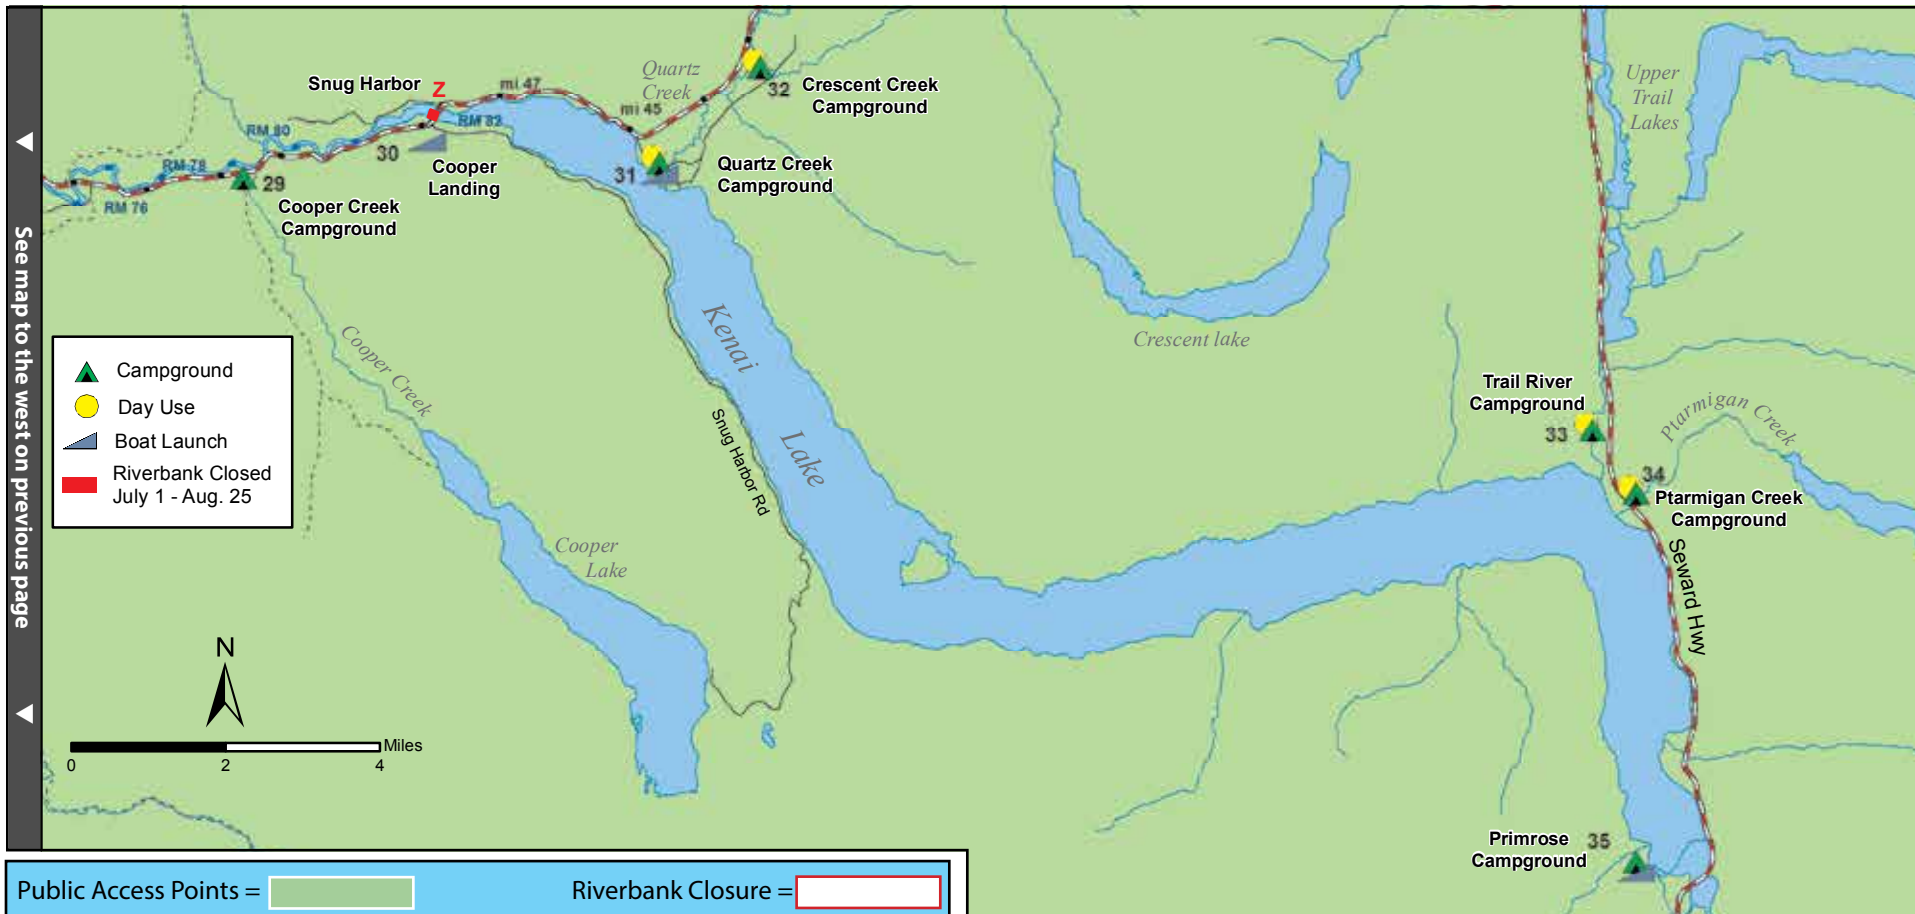 Snug Harbor
Z
mi 47
Quartz
Creek
32
Crescent Creek
Campground
Upper
Trail
Lakes
mi 45
RM 82
RM 80
30
Cooper
Landing
31
Quartz Creek
Campground
RM 78
29
RM 76
Cooper Creek
Campground
See map to the west on previous page
Kenai
Lake
Crescent lake
Cooper Creek
Campground
Day Use
Boat Launch
Riverbank Closed
July 1 - Aug. 25
Snug Harbor Rd
Trail River
Campground
33
Ptarmigan Creek
34
Ptarmigan Creek
Campground
Seward Hwy
Cooper
Lake
N
Miles
0 2 4
Primrose
Campground
35
Public Access Points =
Riverbank Closure =